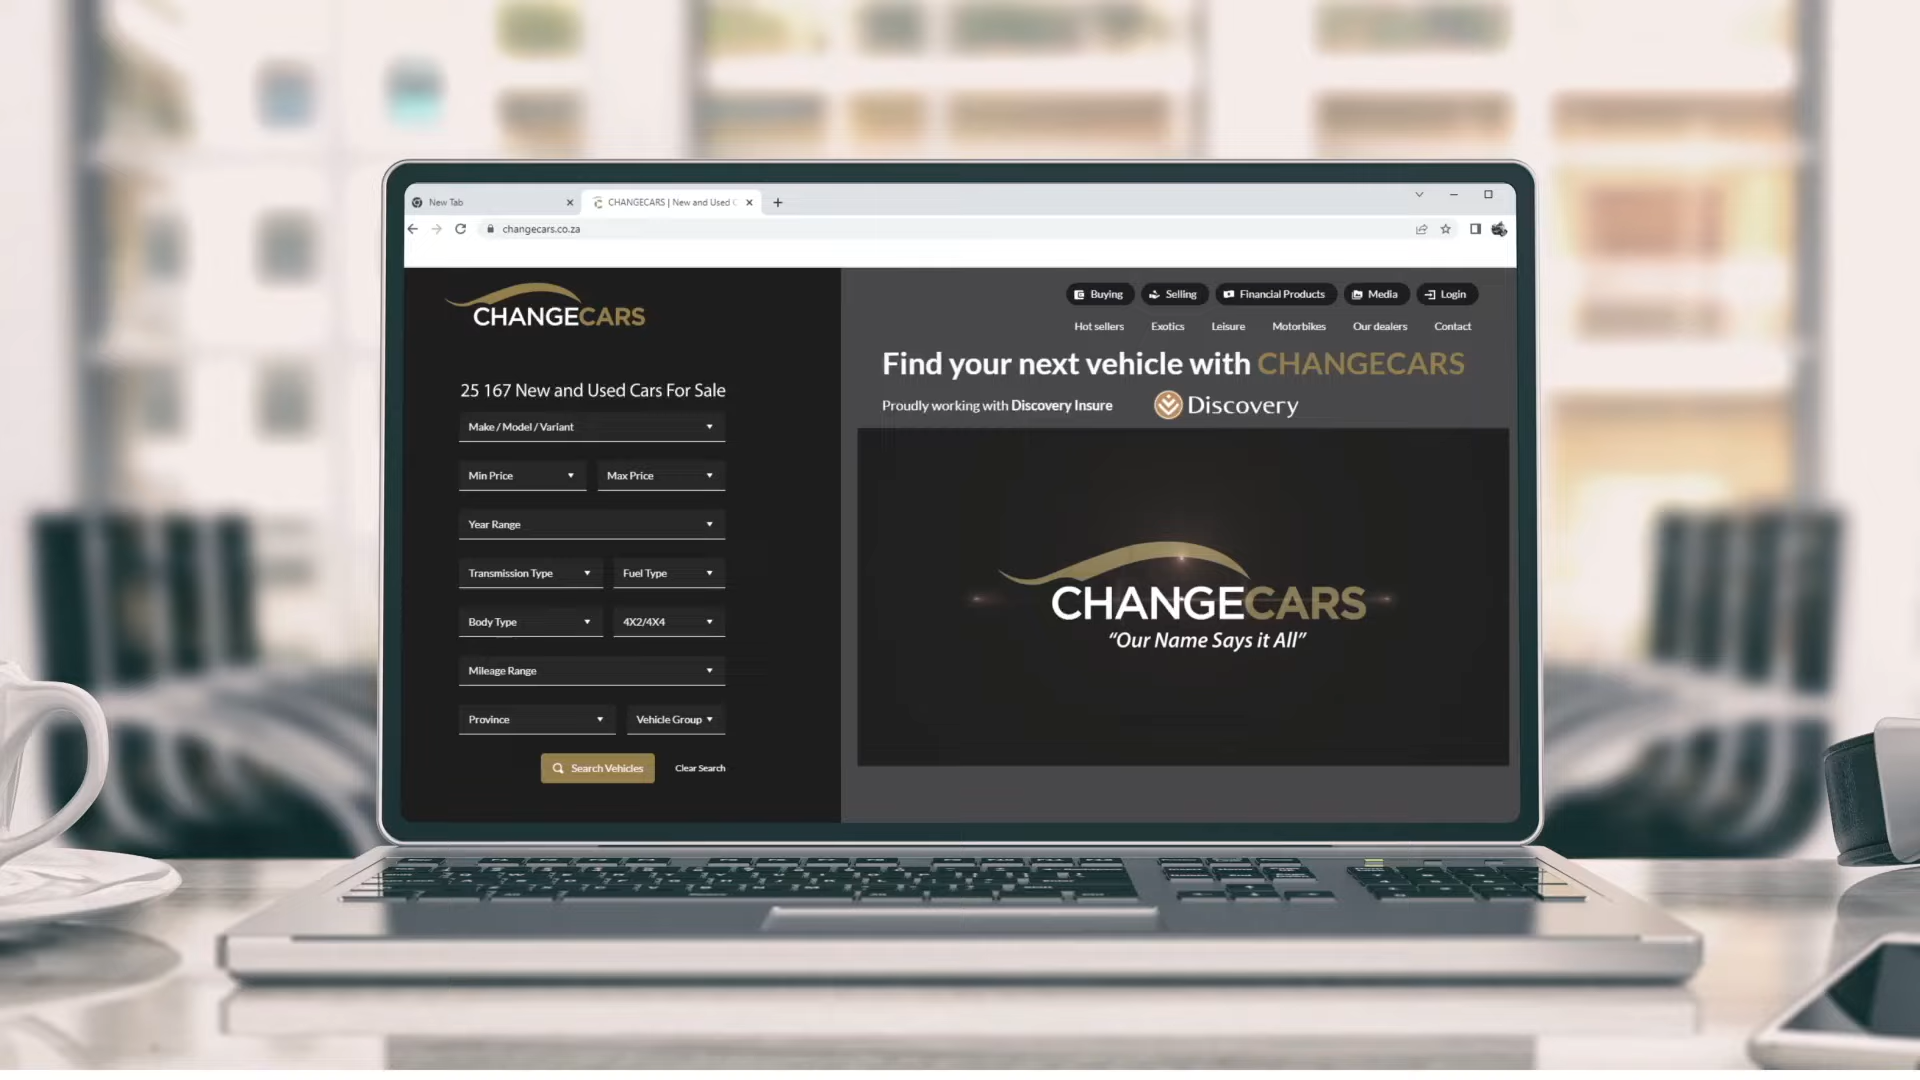 New Tab
CHANGECARS | New and Used C
changecars.co.za
CHANGECARS
25 167 New and Used Cars For Sale
Make / Model / Variant
Min Price
Max Price
Year Range
Transmission Type
Fuel Type
Body Type
4X2/4X4
Mileage Range
Province
Vehicle Group
Search Vehicles
Clear Search
Buying
Selling
Financial Products
Media
Login
Hot sellers
Exotics
Leisure
Motorbikes
Our dealers
Contact
Find your next vehicle with CHANGECARS
Proudly working with Discovery Insure
Discovery
CHANGECARS
“Our Name Says it All”